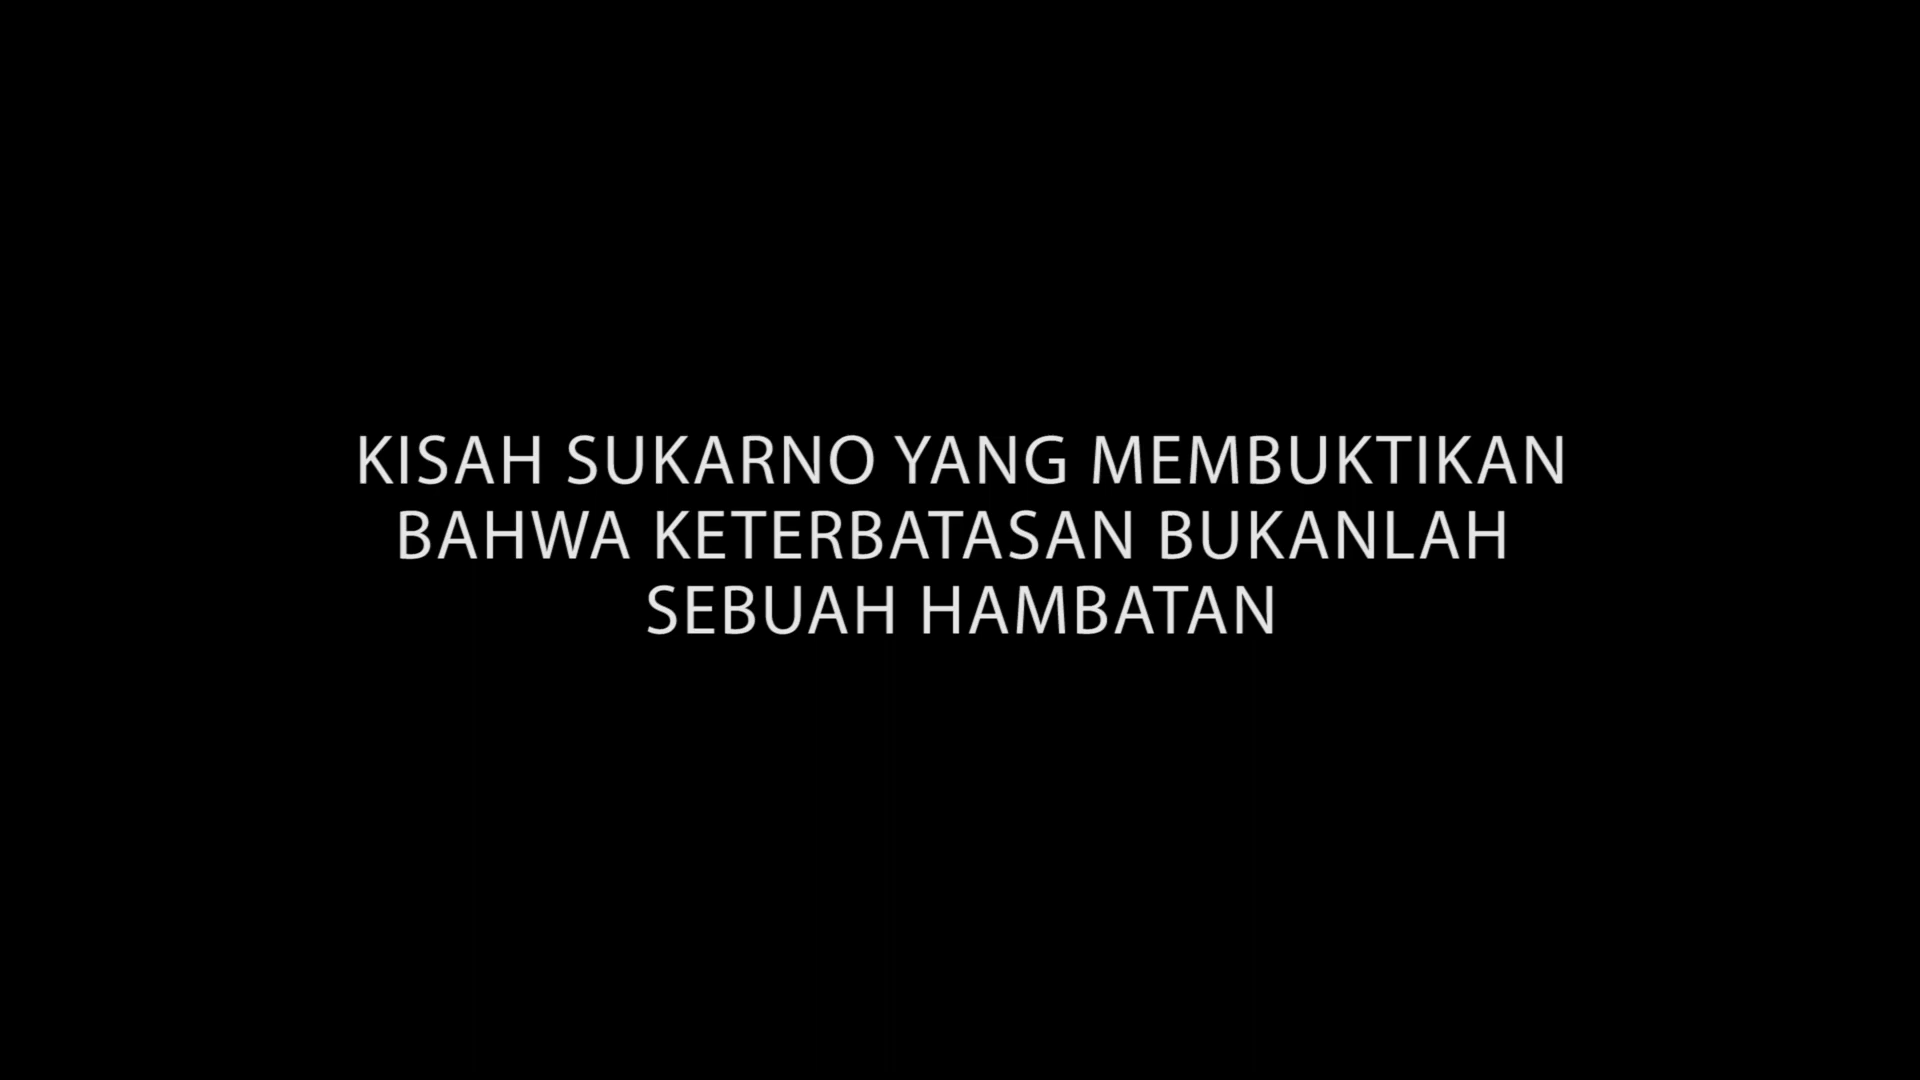 KISAH SUKARNO YANG MEMBUKTIKAN
BAHWA KETERBATASAN BUKANLAH
SEBUAH HAMBATAN